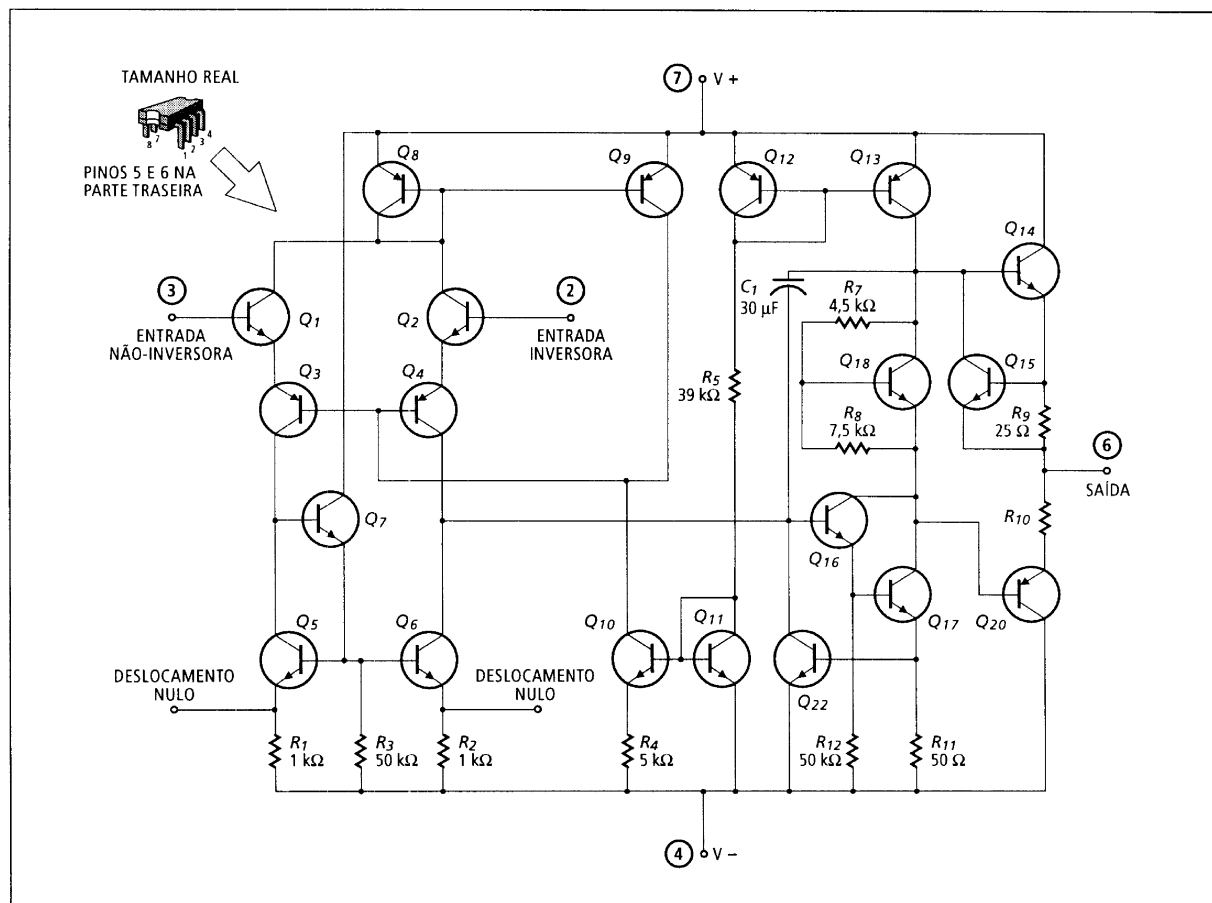 TAMANHO REAL
8 7 1 2 3 4
PINOS 5 E 6 NA
PARTE TRASEIRA
7 V +
Q8
Q9
Q12
Q13
Q14
3
ENTRADA
NÃO-INVERSORA
Q1
Q2
2
ENTRADA
INVERSORA
C1
30 µF
R7
4,5 kΩ
Q3
Q4
Q18
Q15
R5
39 kΩ
R8
7,5 kΩ
R9
25 Ω
6
SAÍDA
Q7
Q16
R10
Q5
Q6
Q10
Q11
Q17
Q20
DESLOCAMENTO
NULO
DESLOCAMENTO
NULO
Q22
R1
1 kΩ
R3
50 kΩ
R2
1 kΩ
R4
5 kΩ
R12
50 kΩ
R11
50 Ω
4 V –